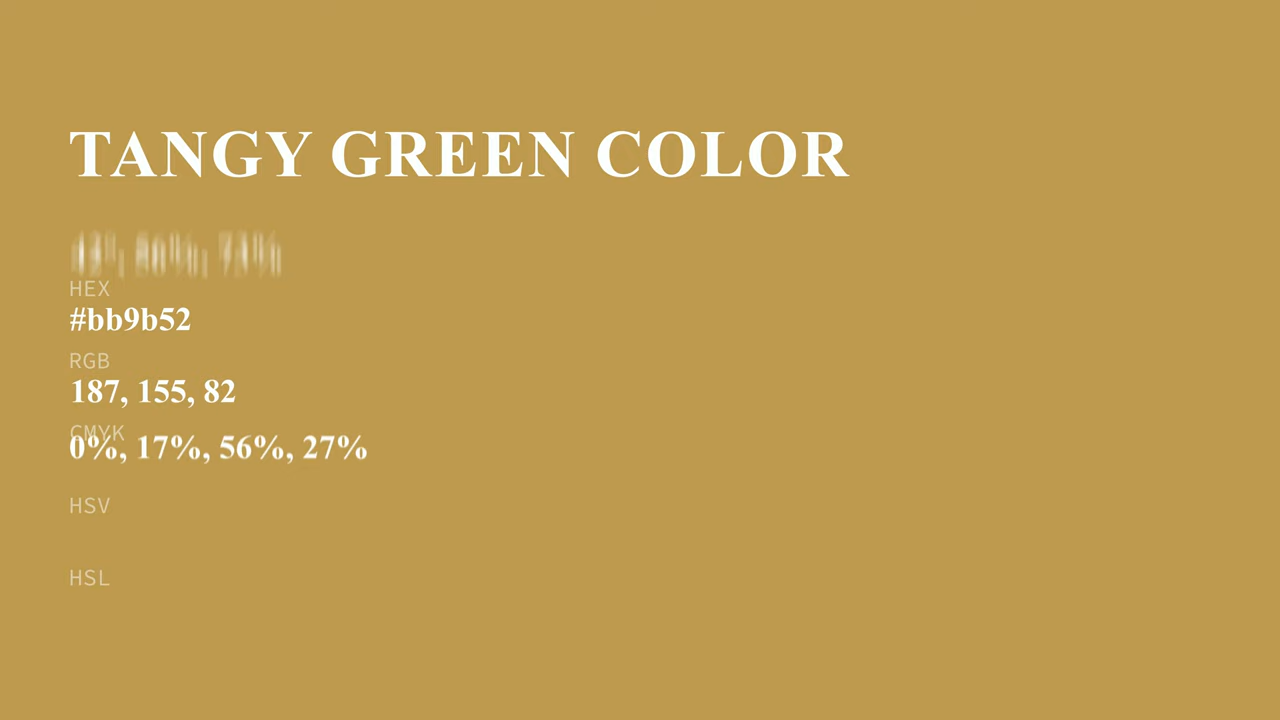 TANGY GREEN COLOR
HEX
#bb9b52
RGB
187, 155, 82
CMYK
0%, 17%, 56%, 27%
HSV
HSL